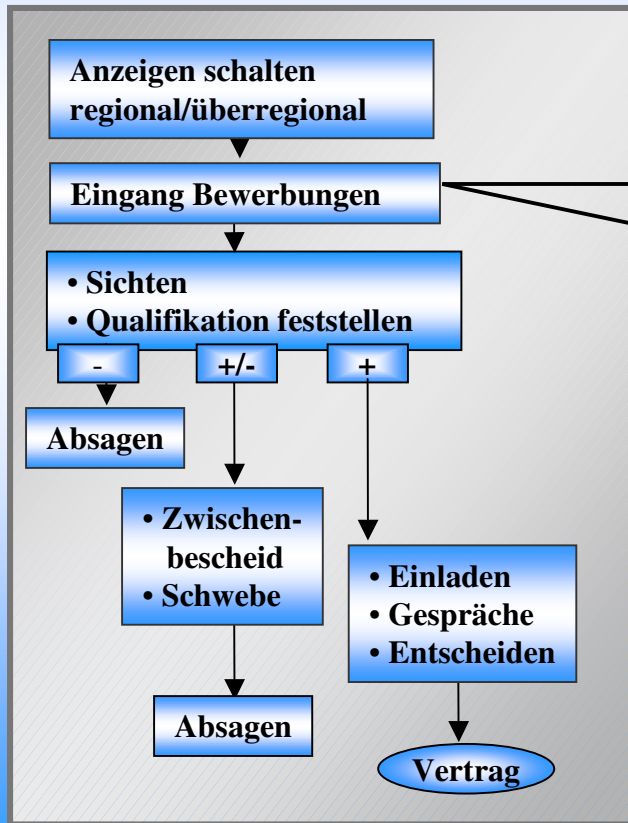 Anzeigen schalten
regional/überregional
Eingang Bewerbungen
• Sichten
• Qualifikation feststellen
- +/- +
Absagen
• Zwischen-
bescheid
• Schwebe
• Einladen
• Gespräche
• Entscheiden
Absagen
Vertrag